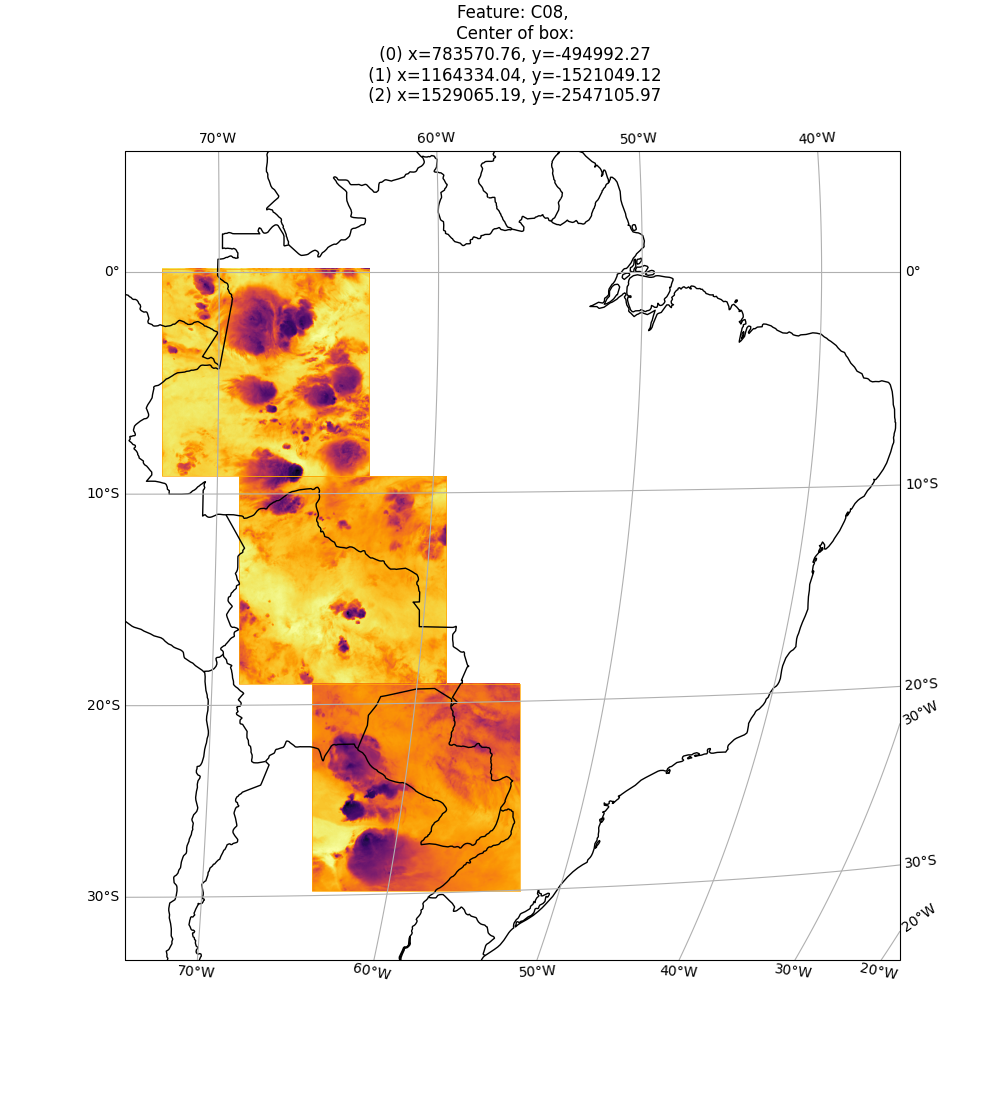 Feature: C08,
Center of box:
(0) x=783570.76, y=-494992.27
(1) x=1164334.04, y=-1521049.12
(2) x=1529065.19, y=-2547105.97
70°W 60°W 50°W 40°W
0° 0°
10°S 10°S
20°S 20°S
30°W
30°S 30°S
20°W
70°W 60°W 50°W 40°W 30°W 20°W